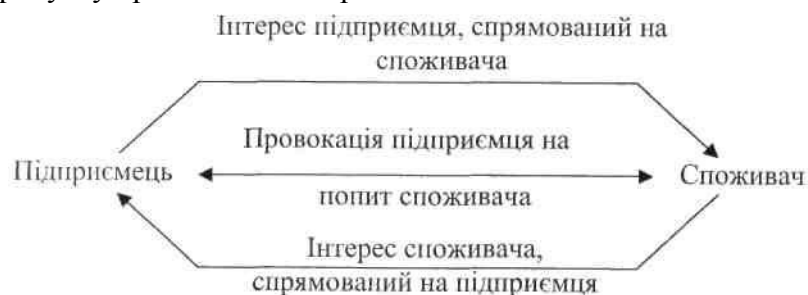 Інтерес підприємця, спрямований на
споживача
Провокація підприємця на
Підприємець
Споживач
попит споживача
Інтерес споживача,
спрямований на підприємця